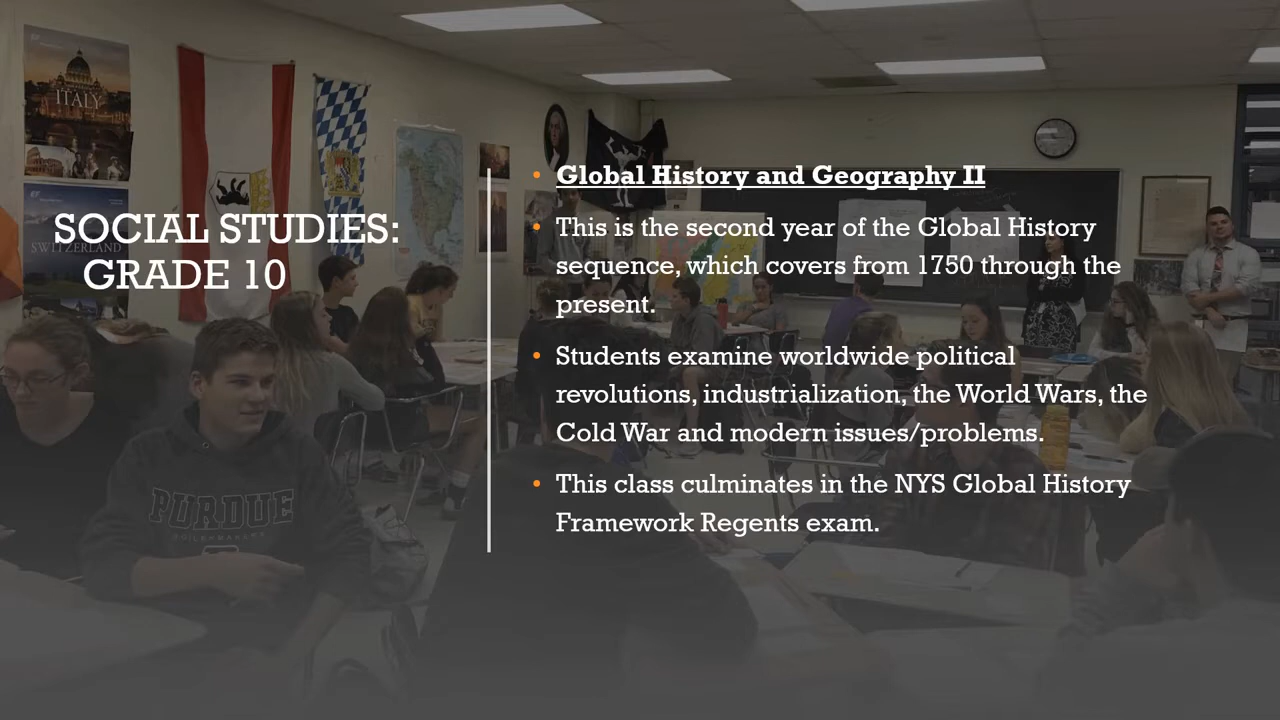 ITALY
SWITZERLAND
SOCIAL STUDIES:
GRADE 10
PURDUE
BOILERMAKERS
• Global History and Geography II
• This is the second year of the Global History
sequence, which covers from 1750 through the
present.
• Students examine worldwide political
revolutions, industrialization, the World Wars, the
Cold War and modern issues/problems.
• This class culminates in the NYS Global History
Framework Regents exam.